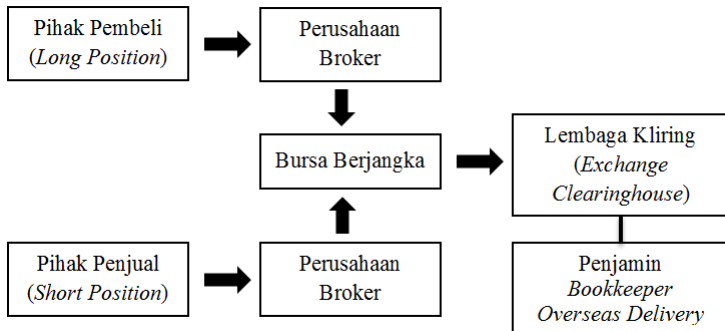 Pihak Pembeli
(Long Position)
Perusahaan
Broker
Bursa Berjangka
Lembaga Kliring
(Exchange
Clearinghouse)
Pihak Penjual
(Short Position)
Perusahaan
Broker
Penjamin
Bookkeeper
Overseas Delivery